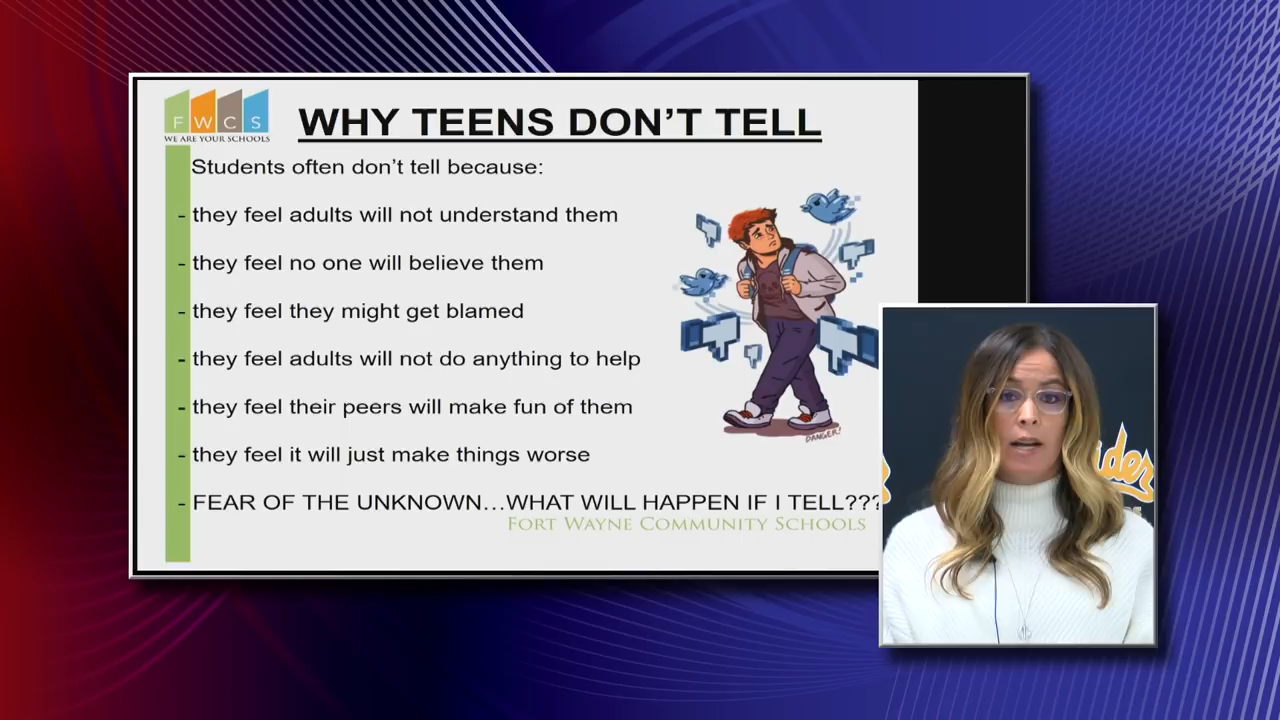 FWCS
WE ARE YOUR SCHOOLS
WHY TEENS DON'T TELL
Students often don't tell because:
- they feel adults will not understand them
- they feel no one will believe them
- they feel they might get blamed
- they feel adults will not do anything to help
- they feel their peers will make fun of them
- they feel it will just make things worse
- FEAR OF THE UNKNOWN…WHAT WILL HAPPEN IF I TELL???
FORT WAYNE COMMUNITY SCHOOLS
DANGER!
ider